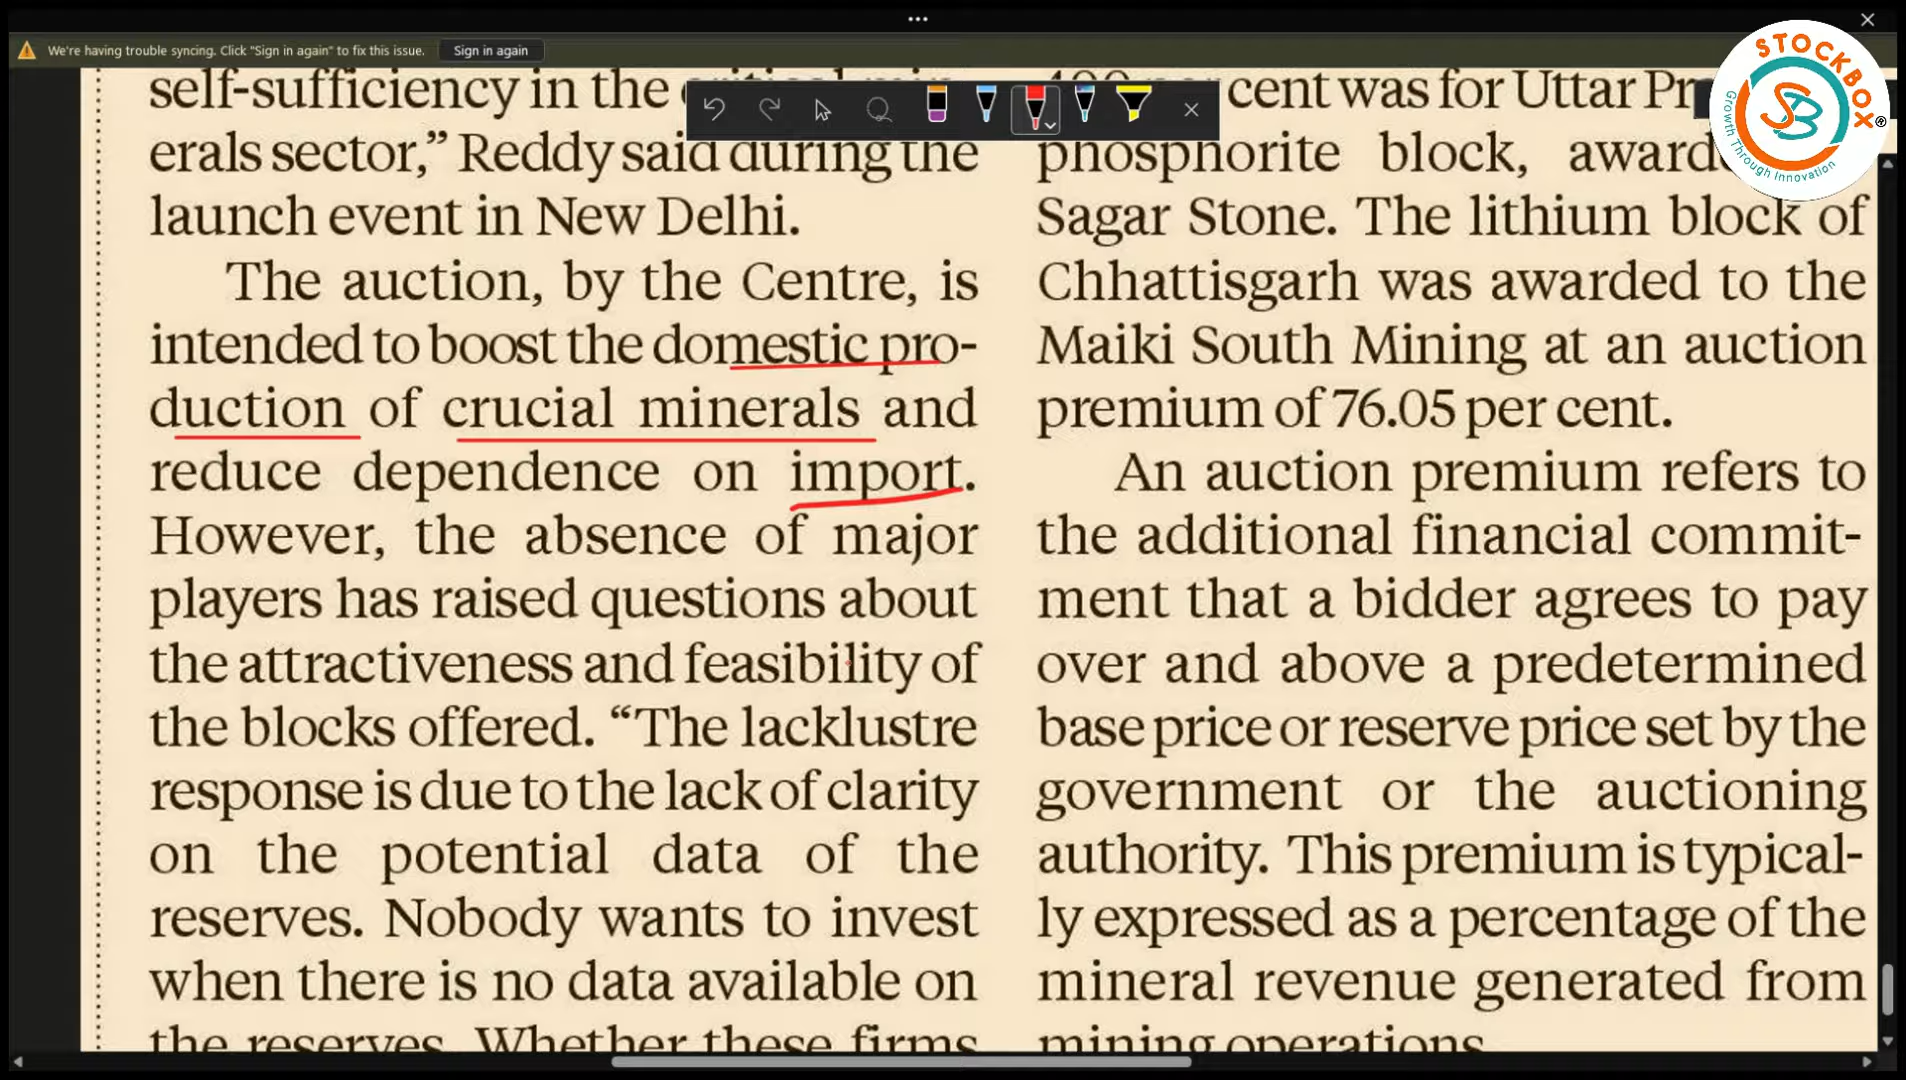 We're having trouble syncing. Click "Sign in again" to fix this issue.
Sign in again
STOCKBOX
SB
®
Growth Through Innovation
self-sufficiency in the
erals sector,” Reddy said during the
launch event in New Delhi.
The auction, by the Centre, is
intended to boost the domestic pro-
duction of crucial minerals and
reduce dependence on import.
However, the absence of major
players has raised questions about
the attractiveness and feasibility of
the blocks offered. “The lacklustre
response is due to the lack of clarity
on the potential data of the
reserves. Nobody wants to invest
when there is no data available on
the reserves. Whether these firms
cent was for Uttar
phosphorite block,
Sagar Stone. The lithium block of
Chhattisgarh was awarded to the
Maiki South Mining at an auction
premium of 76.05 per cent.
An auction premium refers to
the additional financial commit-
ment that a bidder agrees to pay
over and above a predetermined
base price or reserve price set by the
government or the auctioning
authority. This premium is typical-
ly expressed as a percentage of the
mineral revenue generated from
mining operations.